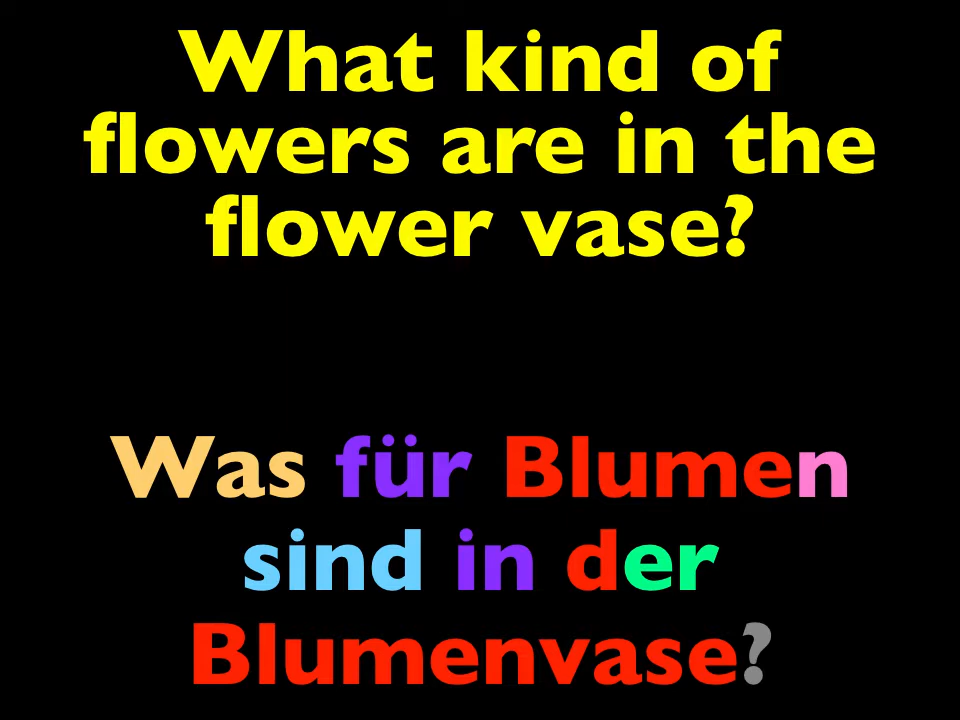 What kind of
flowers are in the
flower vase?
Was für Blumen
sind in der
Blumenvase?